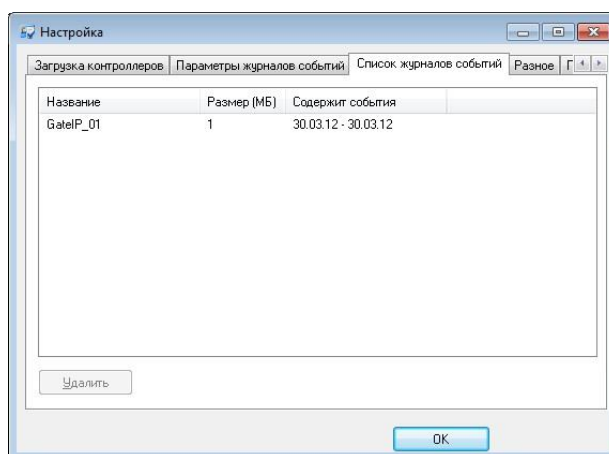 Настройка
Загрузка контроллеров Параметры журналов событий Список журналов событий Разное
Название Размер (МБ) Содержит события
GateIP_01 1 30.03.12 - 30.03.12
Удалить
OK